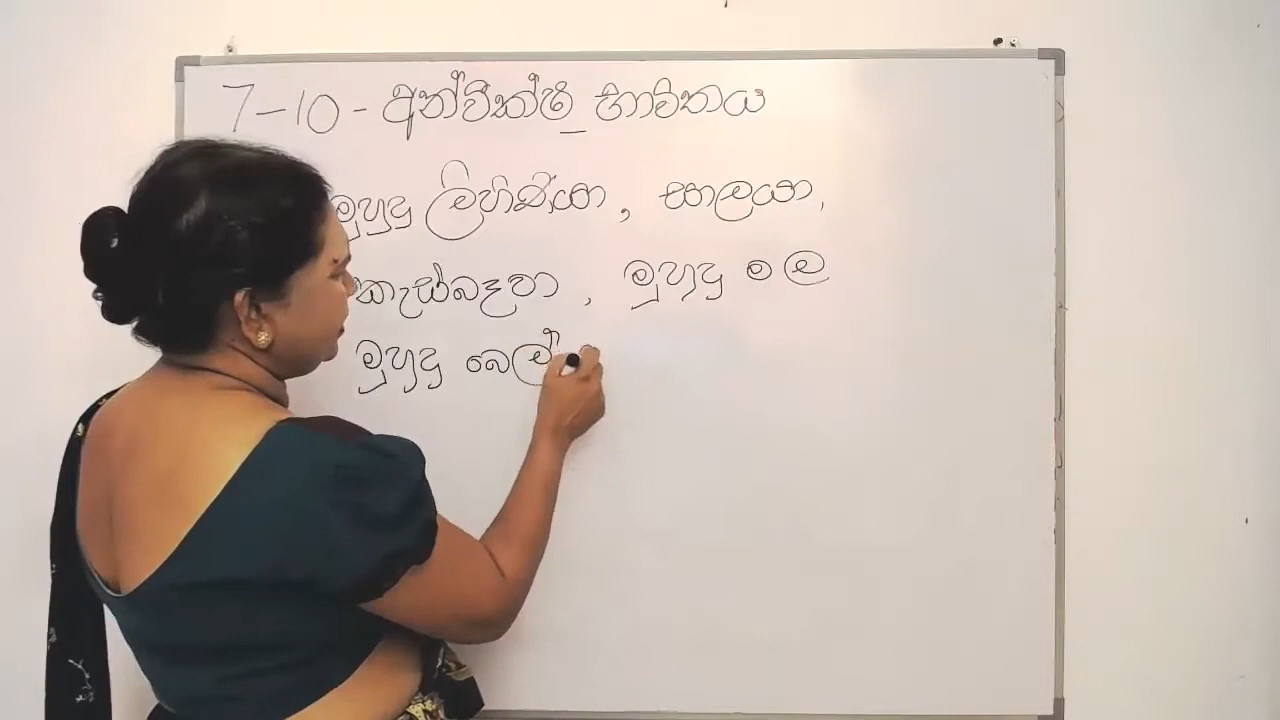 7-10 - අන්වීක්ෂි භාවිතය
මුහුදු ලිහිණියා, සාලයා,
කැස්බෑවා, මුහුදු මල
මුහුදු බෙල්